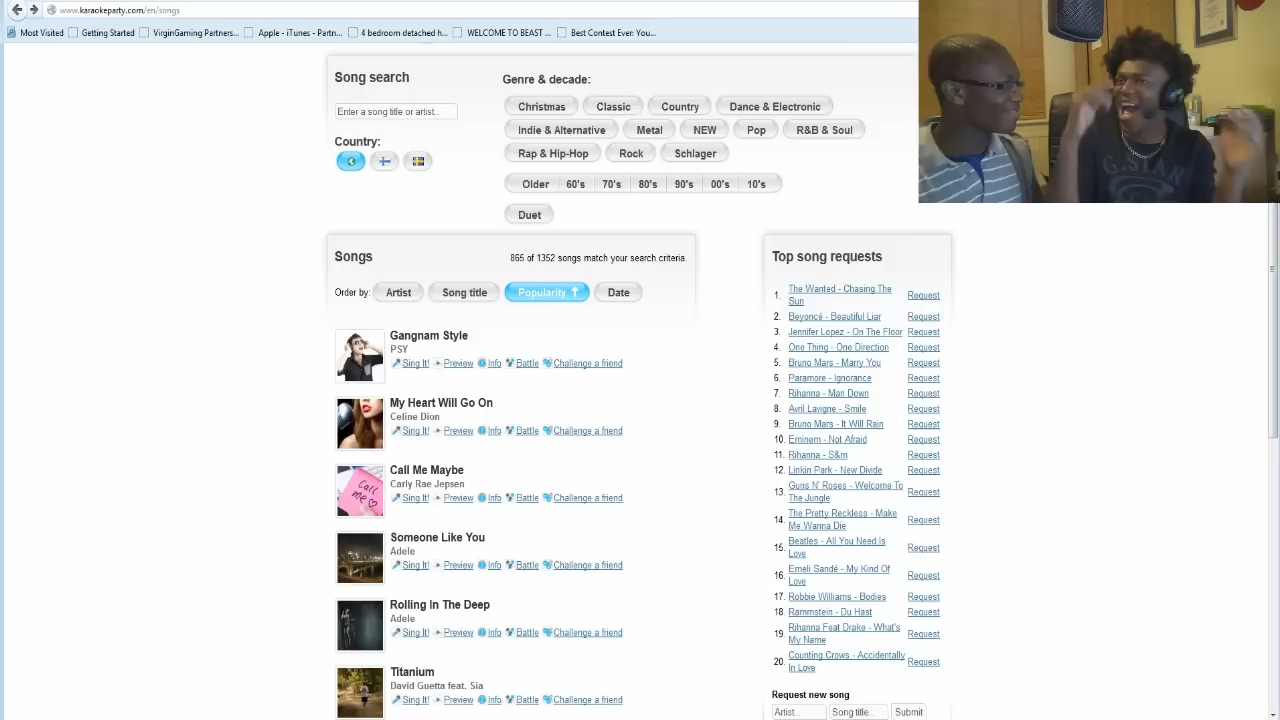 www.karaokeparty.com/en/songs
Most Visited Getting Started VirginGaming Partners... Apple - iTunes - Partn... 4 bedroom detached h... WELCOME TO BEAST ... Best Contest Ever: You...
Song search
Enter a song title or artist..
Country:
Genre & decade:
Christmas Classic Country Dance & Electronic
Indie & Alternative Metal NEW Pop R&B & Soul
Rap & Hip-Hop Rock Schlager
Older 60's 70's 80's 90's 00's 10's
Duet
G.STAR
Songs
865 of 1352 songs match your search criteria.
Order by: Artist Song title Popularity Date
Gangnam Style
PSY
Sing It! Preview Info Battle Challenge a friend
My Heart Will Go On
Celine Dion
Sing It! Preview Info Battle Challenge a friend
Call Me Maybe
Carly Rae Jepsen
Sing It! Preview Info Battle Challenge a friend
Call
me
Someone Like You
Adele
Sing It! Preview Info Battle Challenge a friend
Rolling In The Deep
Adele
Sing It! Preview Info Battle Challenge a friend
Titanium
David Guetta feat. Sia
Sing It! Preview Info Battle Challenge a friend
Top song requests
1. The Wanted - Chasing The
Sun Request
2. Beyoncé - Beautiful Liar Request
3. Jennifer Lopez - On The Floor Request
4. One Thing - One Direction Request
5. Bruno Mars - Marry You Request
6. Paramore - Ignorance Request
7. Rihanna - Man Down Request
8. Avril Lavigne - Smile Request
9. Bruno Mars - It Will Rain Request
10. Eminem - Not Afraid Request
11. Rihanna - S&m Request
12. Linkin Park - New Divide Request
13. Guns N' Roses - Welcome To
The Jungle Request
14. The Pretty Reckless - Make
Me Wanna Die Request
15. Beatles - All You Need Is
Love Request
16. Emeli Sandé - My Kind Of
Love Request
17. Robbie Williams - Bodies Request
18. Rammstein - Du Hast Request
19. Rihanna Feat Drake - What's
My Name Request
20. Counting Crows - Accidentally
In Love Request
Request new song
Artist.. Song title.. Submit